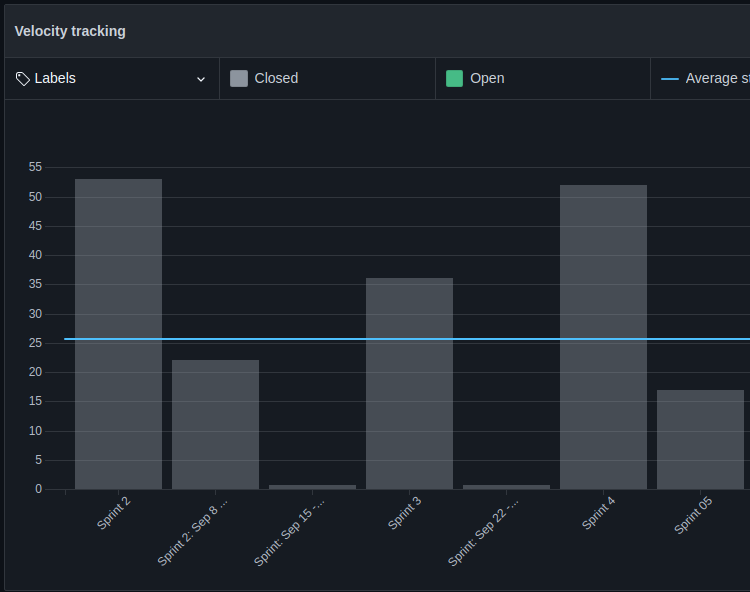 Velocity tracking
Labels
Closed
Open
Average st
55
50
45
40
35
30
25
20
15
10
5
0
Sprint 2
Sprint 2: Sep 8 ...
Sprint: Sep 15 -...
Sprint 3
Sprint: Sep 22 -...
Sprint 4
Sprint 05